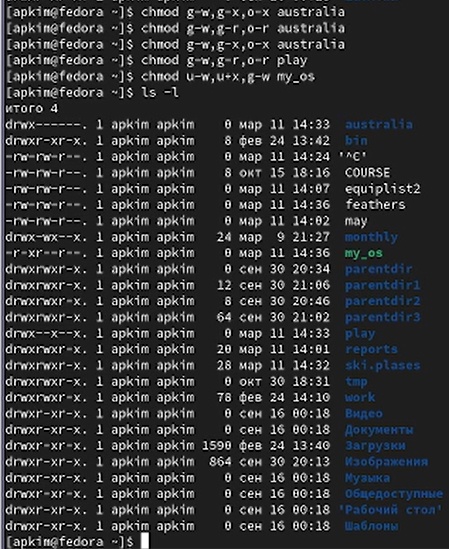 [apkim@fedora ~]$ chmod g-w,g-x,o-x australia
[apkim@fedora ~]$ chmod g-w,g-r,o-r australia
[apkim@fedora ~]$ chmod g-w,g-x,o-x australia
[apkim@fedora ~]$ chmod g-w,g-r,o-r play
[apkim@fedora ~]$ chmod u-w,u+x,g-w my_os
[apkim@fedora ~]$ ls -l
итого 4
drwx------. 1 apkim apkim 0 мар 11 14:33 australia
drwxr-xr-x. 1 apkim apkim 8 фев 24 13:42 bin
-rw-rw-r--. 1 apkim apkim 0 мар 11 14:24 '^C'
-rw-rw-r--. 1 apkim apkim 8 окт 15 18:16 COURSE
-rw-rw-r--. 1 apkim apkim 0 мар 11 14:07 equiplist2
-rw-rw-r--. 1 apkim apkim 0 мар 11 14:36 feathers
-rw-rw-r--. 1 apkim apkim 0 мар 11 14:02 may
drwx-wx--x. 1 apkim apkim 24 мар 9 21:27 monthly
-r-xr--r--. 1 apkim apkim 0 мар 11 14:36 my_os
drwxrwxr-x. 1 apkim apkim 0 сен 30 20:34 parentdir
drwxrwxr-x. 1 apkim apkim 12 сен 30 21:06 parentdir1
drwxrwxr-x. 1 apkim apkim 8 сен 30 20:46 parentdir2
drwxrwxr-x. 1 apkim apkim 64 сен 30 21:02 parentdir3
drwx--x--x. 1 apkim apkim 0 мар 11 14:33 play
drwxrwxr-x. 1 apkim apkim 20 мар 11 14:01 reports
drwxrwxr-x. 1 apkim apkim 28 мар 11 14:32 ski.plases
drwxrwxr-x. 1 apkim apkim 0 окт 30 18:31 tmp
drwxrwxr-x. 1 apkim apkim 78 фев 24 14:10 work
drwxr-xr-x. 1 apkim apkim 0 сен 16 00:18 Видео
drwxr-xr-x. 1 apkim apkim 0 сен 16 00:18 Документы
drwxr-xr-x. 1 apkim apkim 1590 фев 24 13:40 Загрузки
drwxr-xr-x. 1 apkim apkim 864 сен 30 20:13 Изображения
drwxr-xr-x. 1 apkim apkim 0 сен 16 00:18 Музыка
drwxr-xr-x. 1 apkim apkim 0 сен 16 00:18 Общедоступные
drwxr-xr-x. 1 apkim apkim 0 сен 16 00:18 'Рабочий стол'
drwxr-xr-x. 1 apkim apkim 0 сен 16 00:18 Шаблоны
[apkim@fedora ~]$